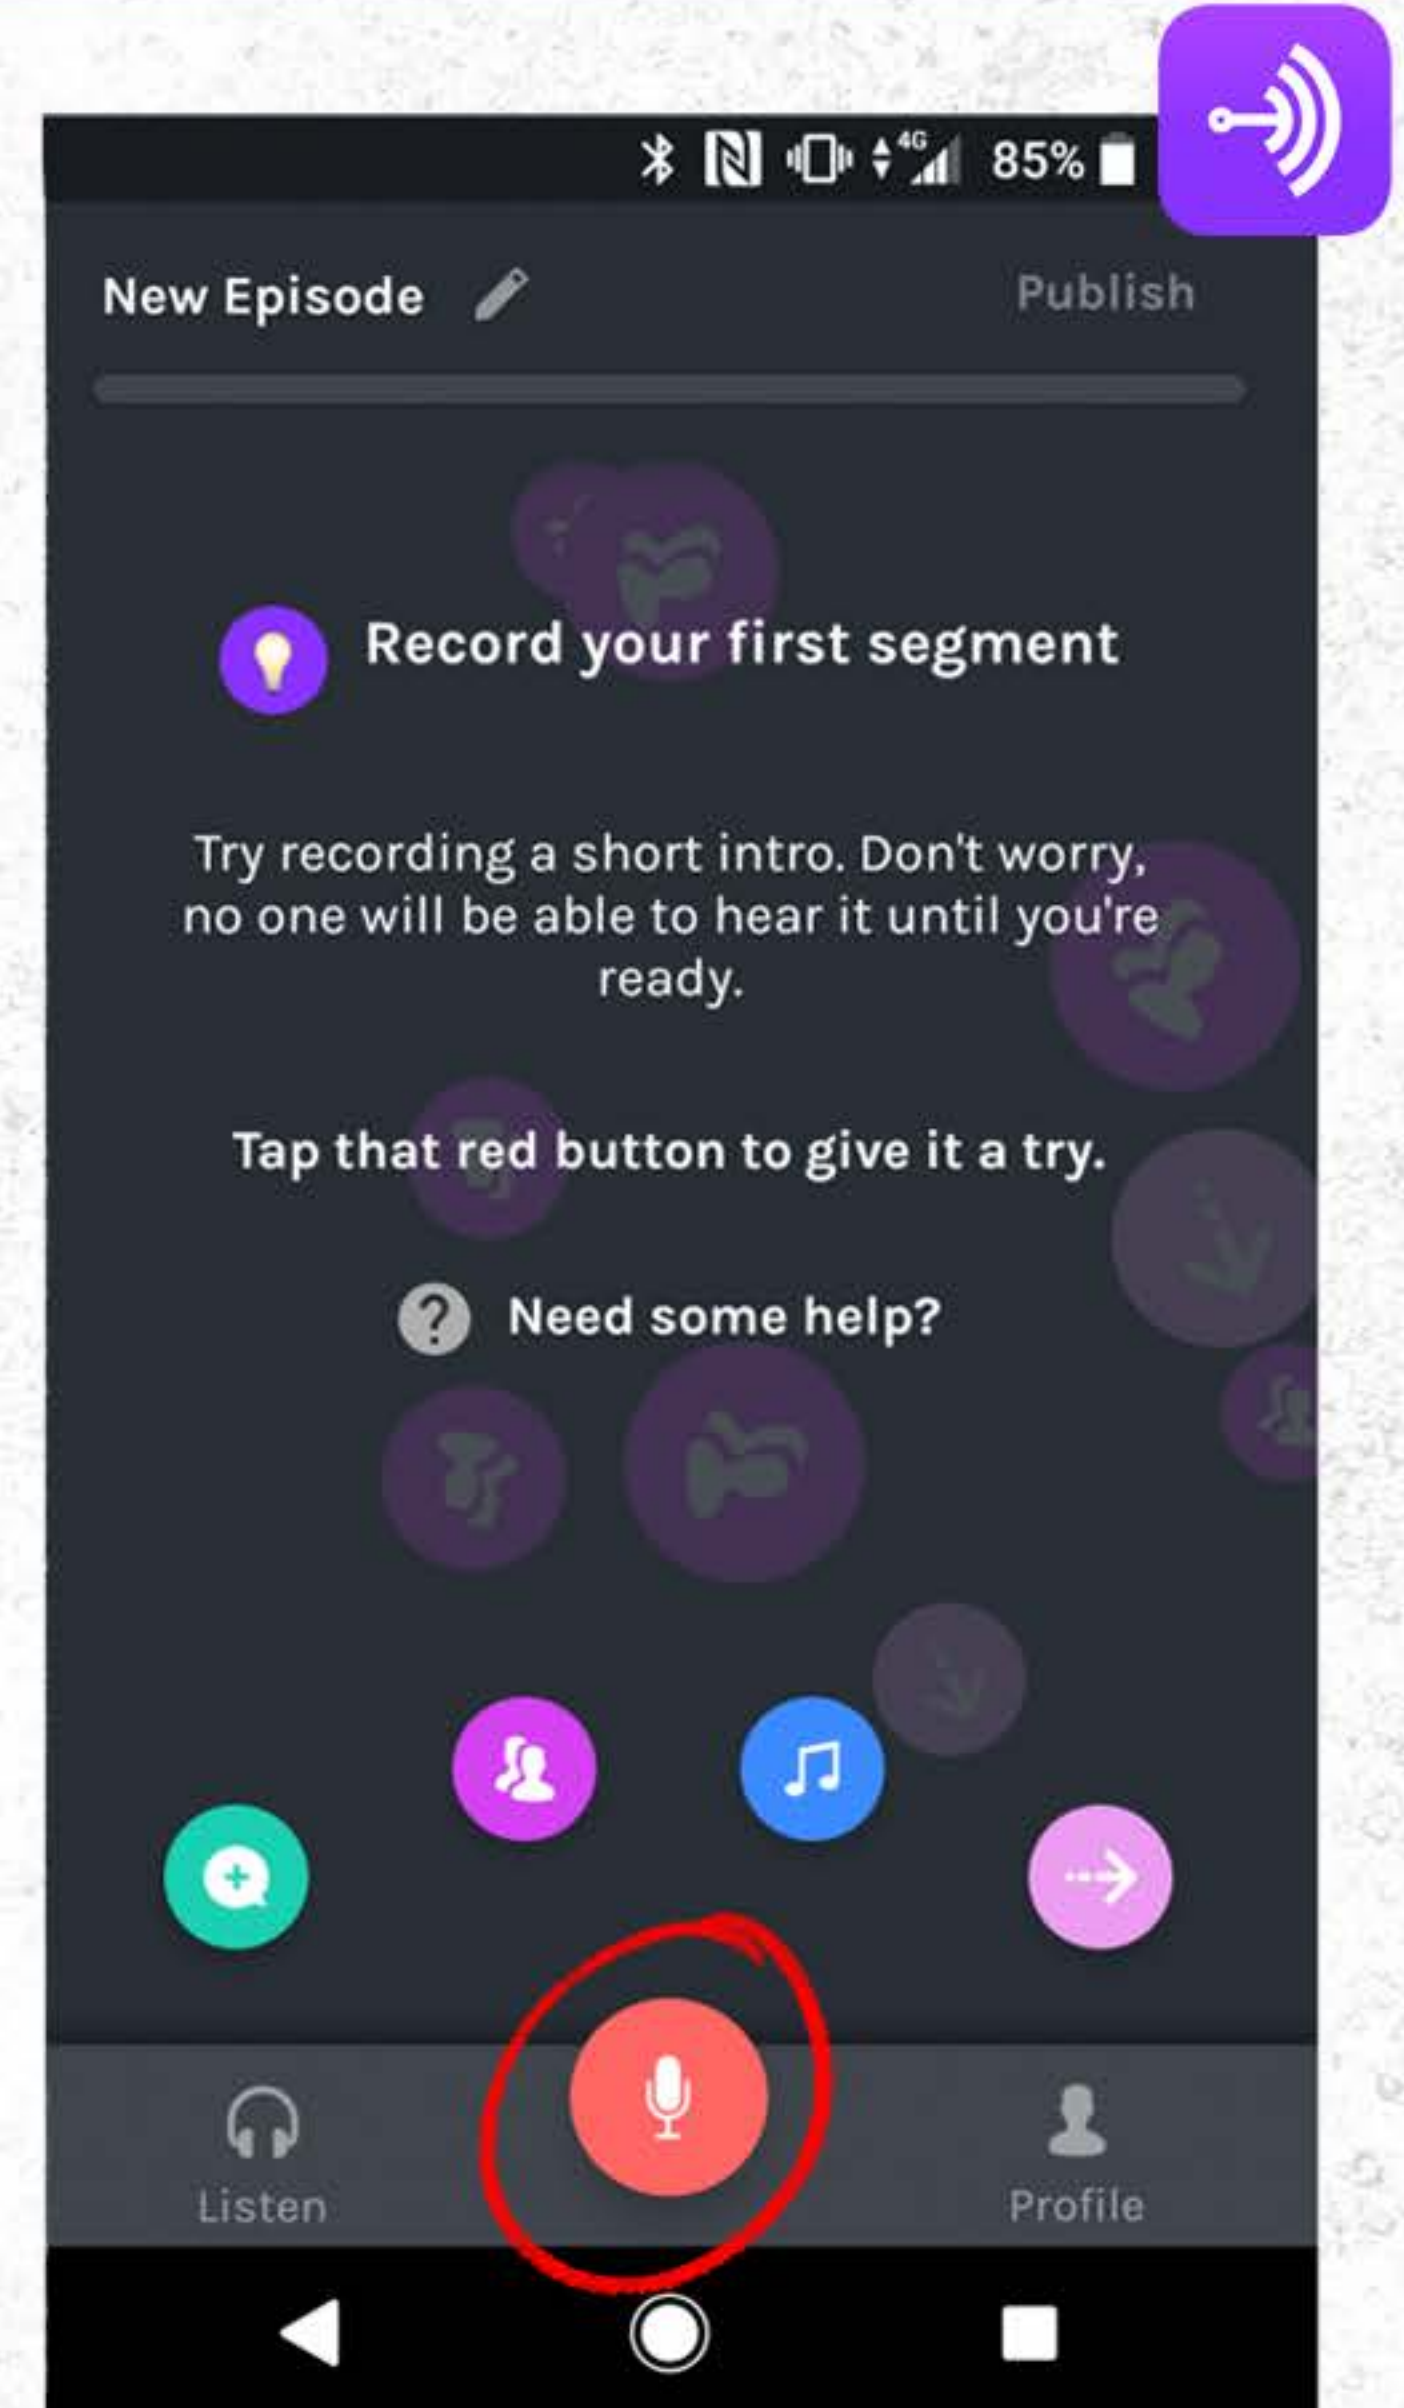 4G 85%
New Episode
Publish
Record your first segment
Try recording a short intro. Don't worry,
no one will be able to hear it until you're
ready.
Tap that red button to give it a try.
? Need some help?
Listen
Profile